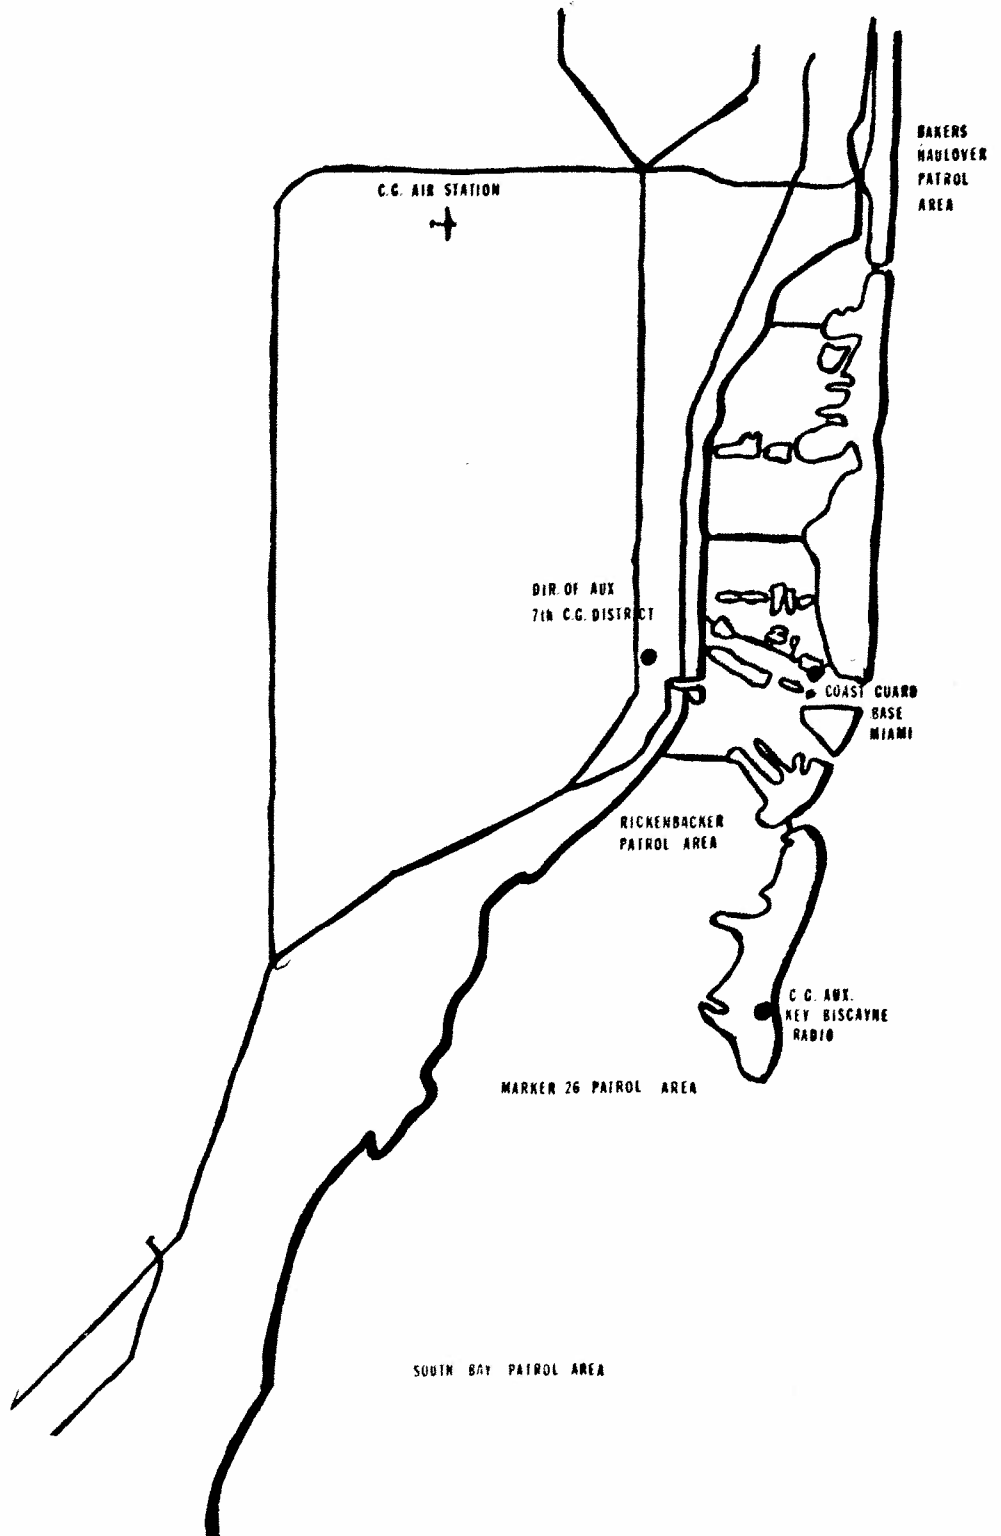 BAKERS
HAULOVER
PATROL
AREA
C.G. AIR STATION
DIR. OF AUX
7th C.G. DISTRICT
COAST GUARD
BASE
MIAMI
RICKENBACKER
PATROL AREA
C G. AUX.
KEY BISCAYNE
RADIO
MARKER 26 PATROL AREA
SOUTH BAY PATROL AREA